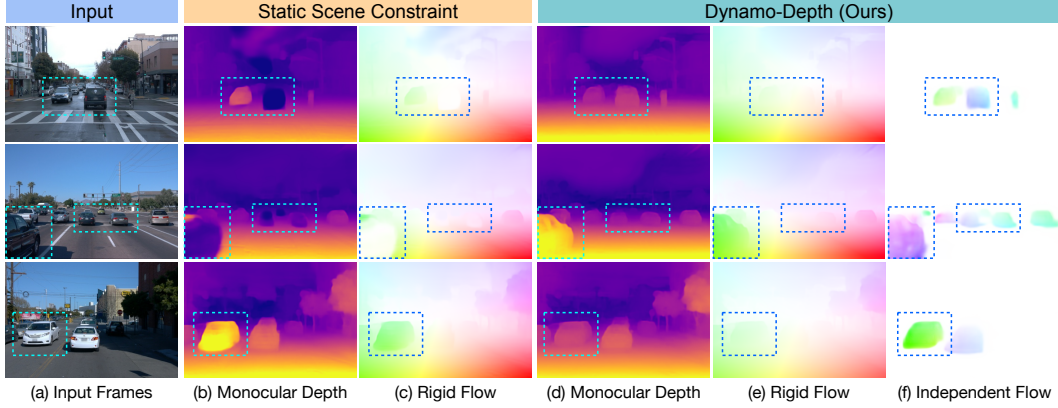 Input
Static Scene Constraint
Dynamo-Depth (Ours)
(a) Input Frames
(b) Monocular Depth
(c) Rigid Flow
(d) Monocular Depth
(e) Rigid Flow
(f) Independent Flow